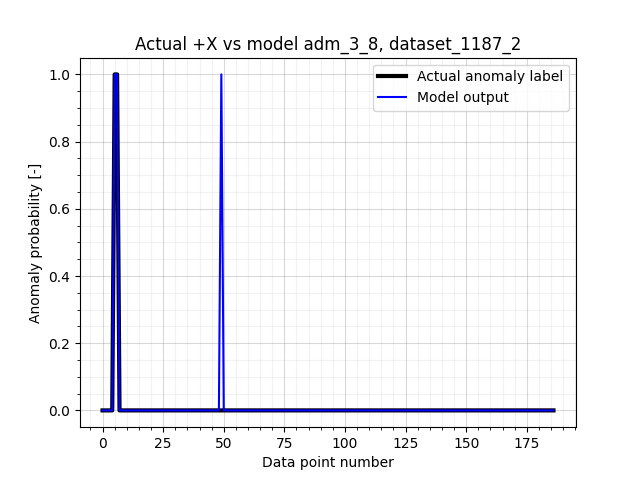 Actual +X vs model adm_3_8, dataset_1187_2
Actual anomaly label
Model output
Anomaly probability [-]
1.0
0.8
0.6
0.4
0.2
0.0
0 25 50 75 100 125 150 175
Data point number